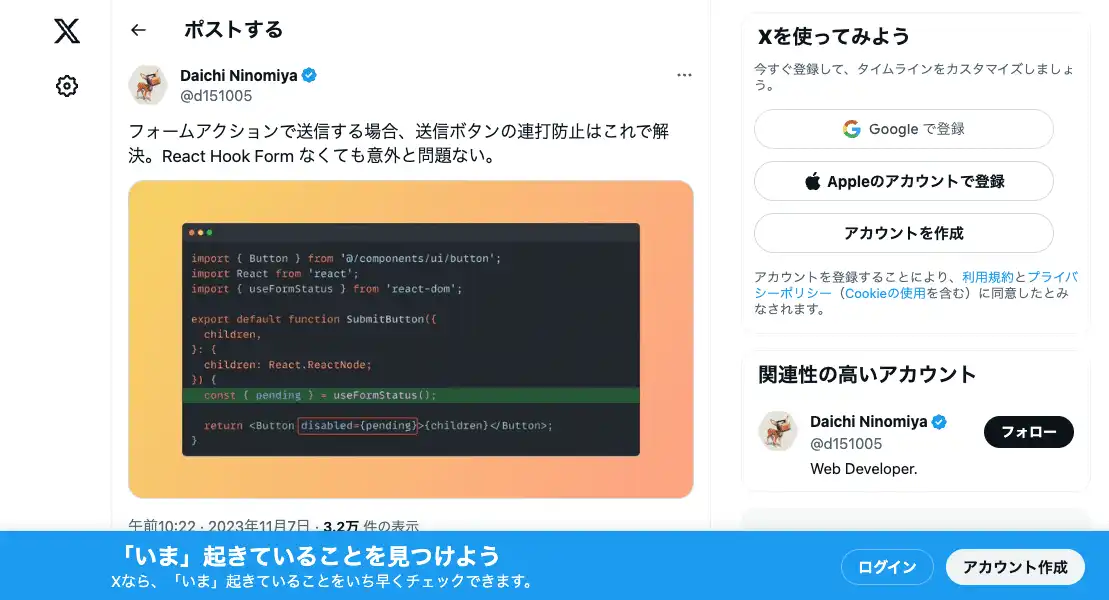 ポストする
Daichi Ninomiya
@d151005
フォームアクションで送信する場合、送信ボタンの連打防止はこれで解
決。React Hook Form なくても意外と問題ない。
import { Button } from '@/components/ui/button';
import React from 'react';
import { useFormStatus } from 'react-dom';
export default function SubmitButton({
children,
}: {
children: React.ReactNode;
}) {
const { pending } = useFormStatus();
return <Button disabled={pending}>{children}</Button>;
}
午前10:22 · 2023年11月7日 · 3.2万 件の表示
Xを使ってみよう
今すぐ登録して、タイムラインをカスタマイズしましょ
う。
Google で登録
Appleのアカウントで登録
アカウントを作成
アカウントを登録することにより、利用規約とプライバ
シーポリシー（Cookieの使用を含む）に同意したとみ
なされます。
関連性の高いアカウント
Daichi Ninomiya
@d151005
フォロー
Web Developer.
「いま」起きていることを見つけよう
Xなら、「いま」起きていることをいち早くチェックできます。
ログイン
アカウント作成